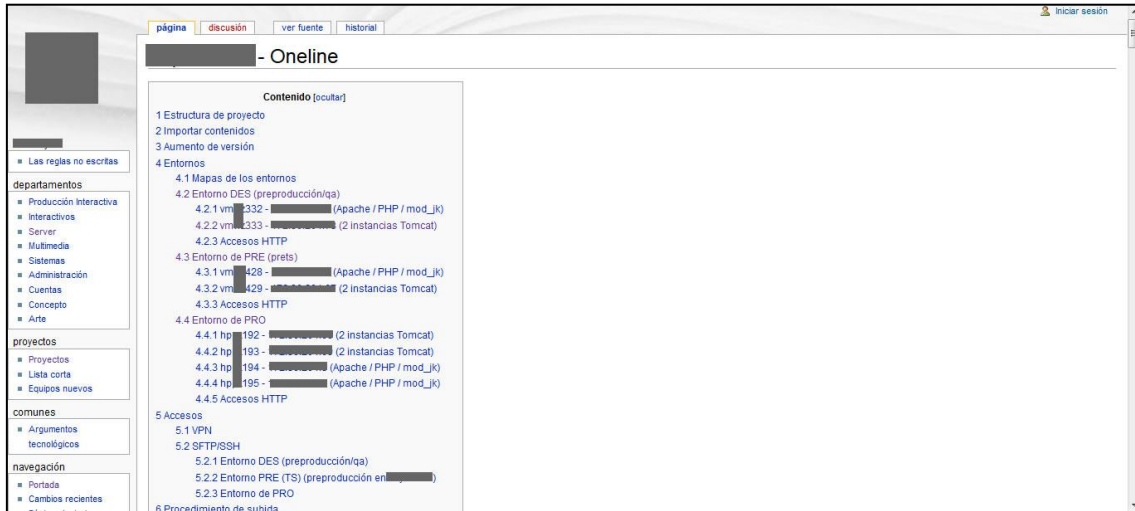 Iniciar sesión
página discusión ver fuente historial
- Oneline
Contenido [ocultar]
1 Estructura de proyecto
2 Importar contenidos
3 Aumento de versión
4 Entornos
4.1 Mapas de los entornos
4.2 Entorno DES (preproducción/qa)
4.2.1 vm 332 - (Apache / PHP / mod_jk)
4.2.2 vm 333 - (2 instancias Tomcat)
4.2.3 Accesos HTTP
4.3 Entorno de PRE (prets)
4.3.1 vm 428 - (Apache / PHP / mod_jk)
4.3.2 vm 429 - (2 instancias Tomcat)
4.3.3 Accesos HTTP
4.4 Entorno de PRO
4.4.1 hp 192 - (2 instancias Tomcat)
4.4.2 hp 193 - (2 instancias Tomcat)
4.4.3 hp 194 - (Apache / PHP / mod_jk)
4.4.4 hp 195 - (Apache / PHP / mod_jk)
4.4.5 Accesos HTTP
5 Accesos
5.1 VPN
5.2 SFTP/SSH
5.2.1 Entorno DES (preproducción/qa)
5.2.2 Entorno PRE (TS) (preproducción en )
5.2.3 Entorno de PRO
6 Procedimiento de subida
Las reglas no escritas
departamentos
Producción Interactiva
Interactivos
Server
Multimedia
Sistemas
Administración
Cuentas
Concepto
Arte
proyectos
Proyectos
Lista corta
Equipos nuevos
comunes
Argumentos
tecnológicos
navegación
Portada
Cambios recientes